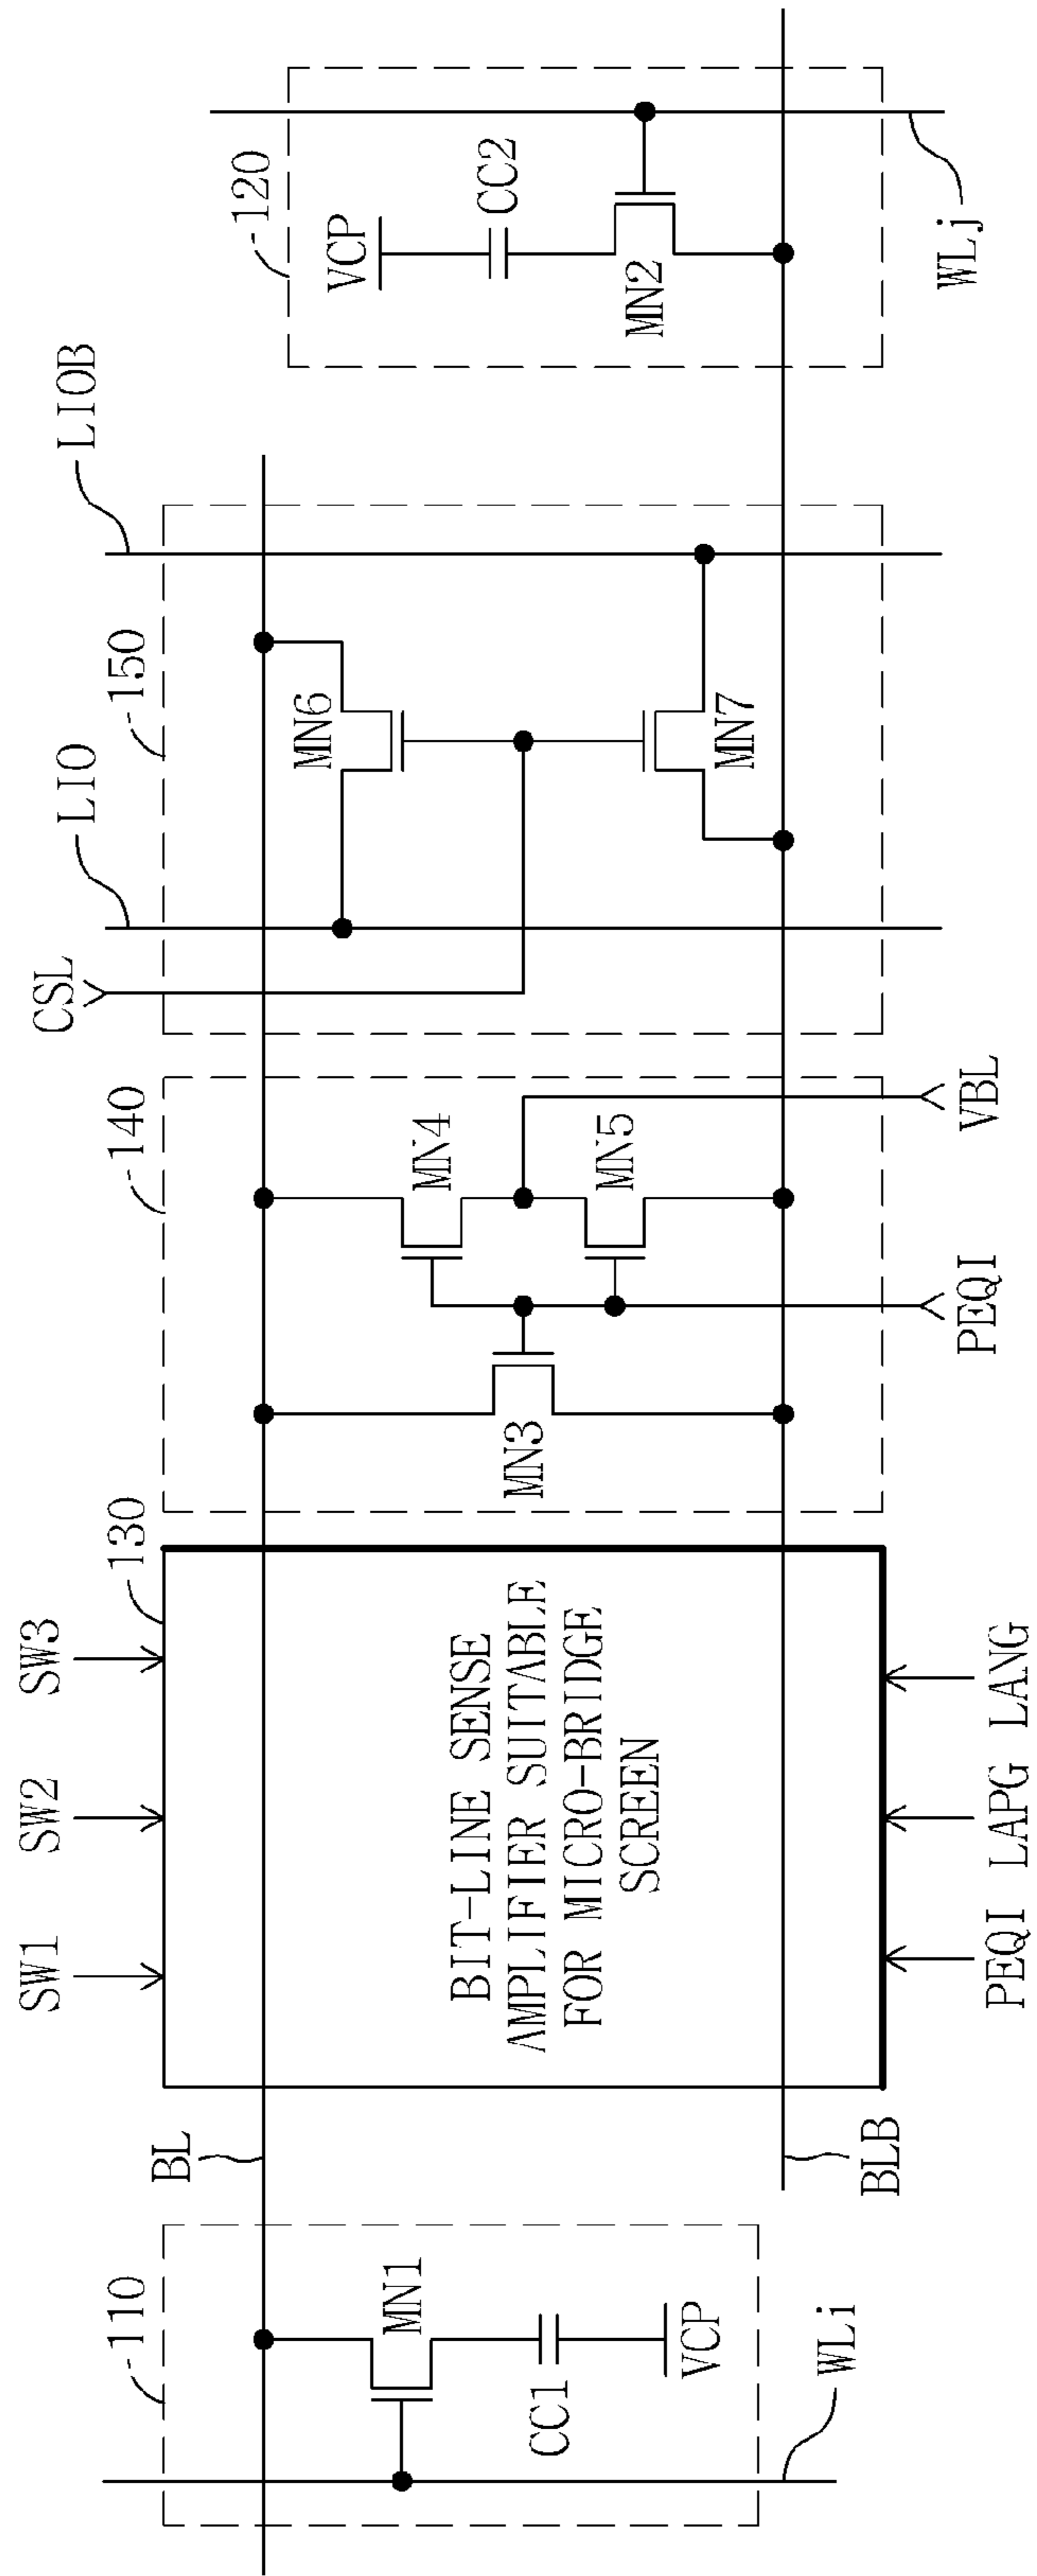 SW1
SW2
SW3
CSL
LIO
LIOB
110
BL
130
140
150
120
MN1
CC1
VCP
WLi
BIT-LINE SENSE
AMPLIFIER SUITABLE
FOR MICRO-BRIDGE
SCREEN
MN3
MN4
MN5
MN6
MN7
VCP
CC2
MN2
BLB
PEQI
LAPG
LANG
PEQI
VBL
WLj